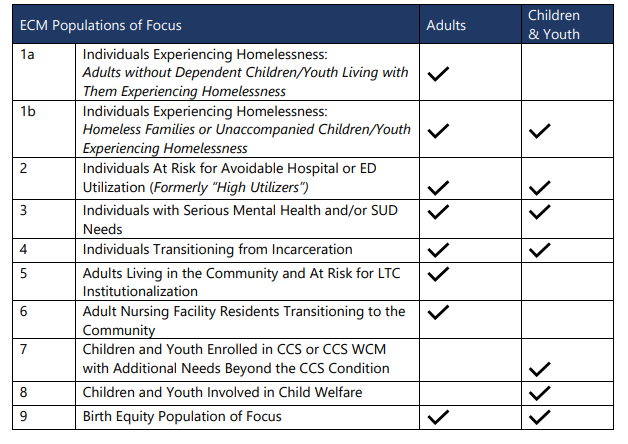 ECM Populations of Focus Adults Children
& Youth
1a Individuals Experiencing Homelessness:
Adults without Dependent Children/Youth Living with
Them Experiencing Homelessness
1b Individuals Experiencing Homelessness:
Homeless Families or Unaccompanied Children/Youth
Experiencing Homelessness
2 Individuals At Risk for Avoidable Hospital or ED
Utilization (Formerly “High Utilizers”)
3 Individuals with Serious Mental Health and/or SUD
Needs
4 Individuals Transitioning from Incarceration
5 Adults Living in the Community and At Risk for LTC
Institutionalization
6 Adult Nursing Facility Residents Transitioning to the
Community
7 Children and Youth Enrolled in CCS or CCS WCM
with Additional Needs Beyond the CCS Condition
8 Children and Youth Involved in Child Welfare
9 Birth Equity Population of Focus